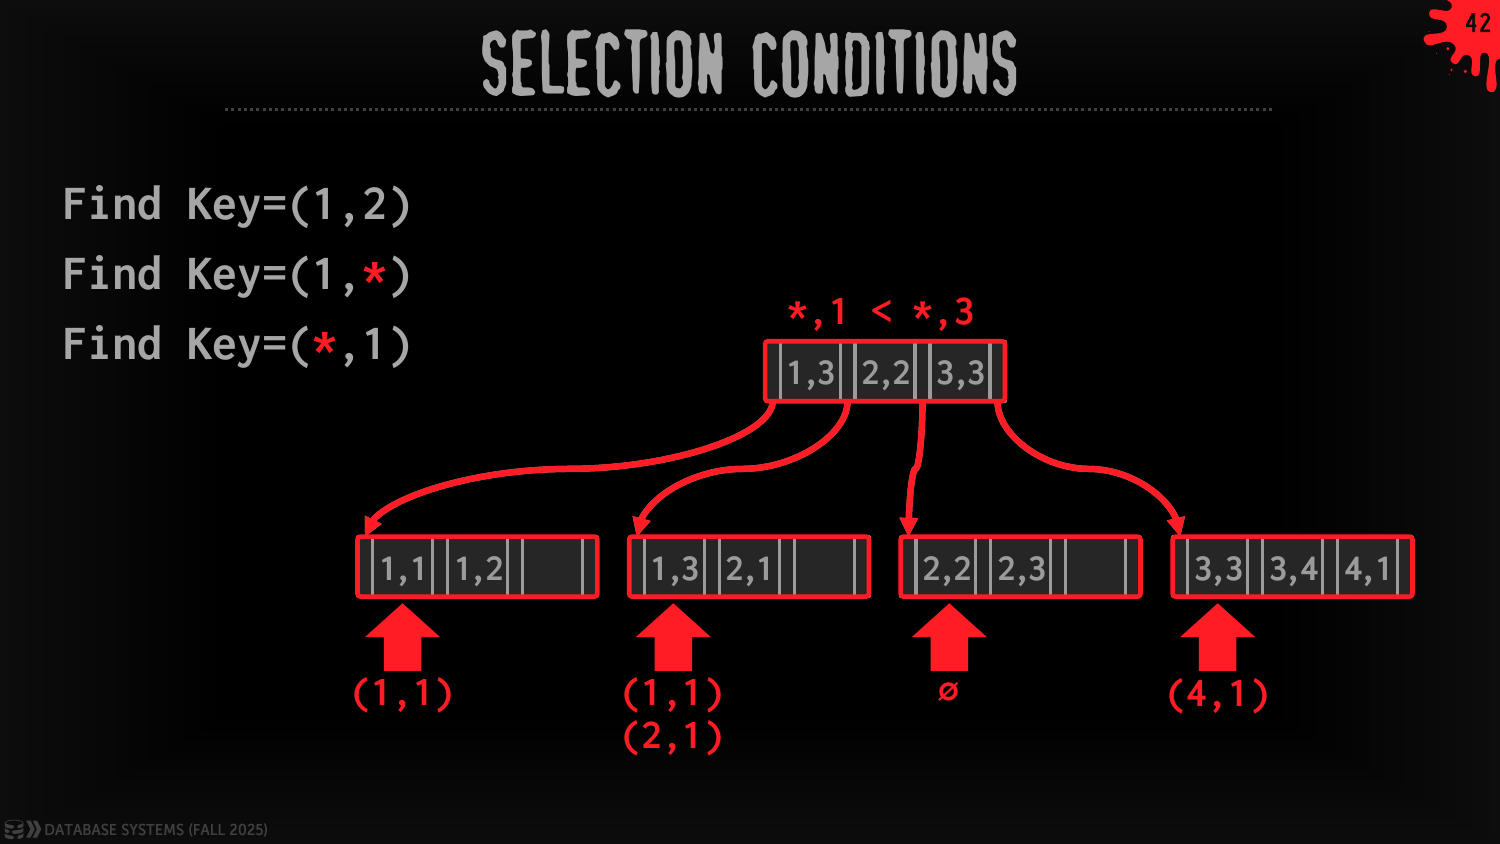 42
SELECTION CONDITIONS
Find Key=(1,2)
Find Key=(1,*)
Find Key=(*,1)
*,1 < *,3
1,3 2,2 3,3
1,1 1,2 1,3 2,1 2,2 2,3 3,3 3,4 4,1
(1,1) (1,1) ∅ (4,1)
(2,1)
DATABASE SYSTEMS (FALL 2025)